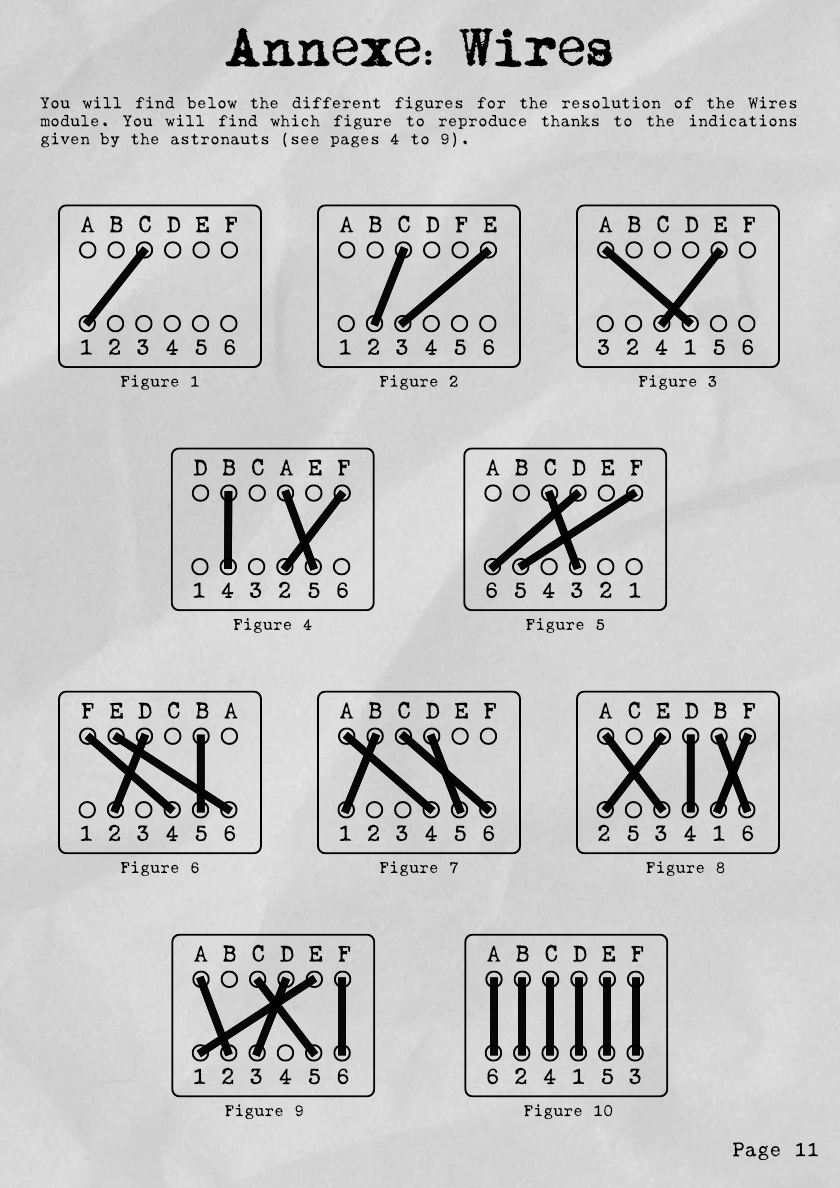 Annexe: Wires
You will find below the different figures for the resolution of the Wires
module. You will find which figure to reproduce thanks to the indications
given by the astronauts (see pages 4 to 9).
A B C D E F
1 2 3 4 5 6
Figure 1
A B C D F E
1 2 3 4 5 6
Figure 2
A B C D E F
3 2 4 1 5 6
Figure 3
D B C A E F
1 4 3 2 5 6
Figure 4
A B C D E F
6 5 4 3 2 1
Figure 5
F E D C B A
1 2 3 4 5 6
Figure 6
A B C D E F
1 2 3 4 5 6
Figure 7
A C E D B F
2 5 3 4 1 6
Figure 8
A B C D E F
1 2 3 4 5 6
Figure 9
A B C D E F
6 2 4 1 5 3
Figure 10
Page 11